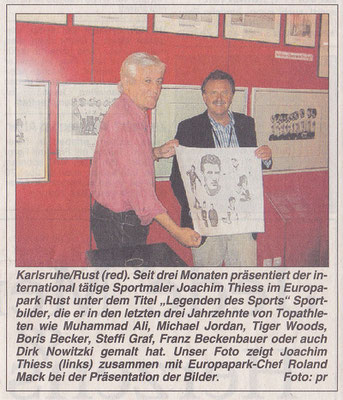 Karlsruhe/Rust (red). Seit drei Monaten präsentiert der in-
ternational tätige Sportmaler Joachim Thiess im Europa-
park Rust unter dem Titel „Legenden des Sports“ Sport-
bilder, die er in den letzten drei Jahrzehnte von Topathle-
ten wie Muhammad Ali, Michael Jordan, Tiger Woods,
Boris Becker, Steffi Graf, Franz Beckenbauer oder auch
Dirk Nowitzki gemalt hat. Unser Foto zeigt Joachim
Thiess (links) zusammen mit Europapark-Chef Roland
Mack bei der Präsentation der Bilder. Foto: pr